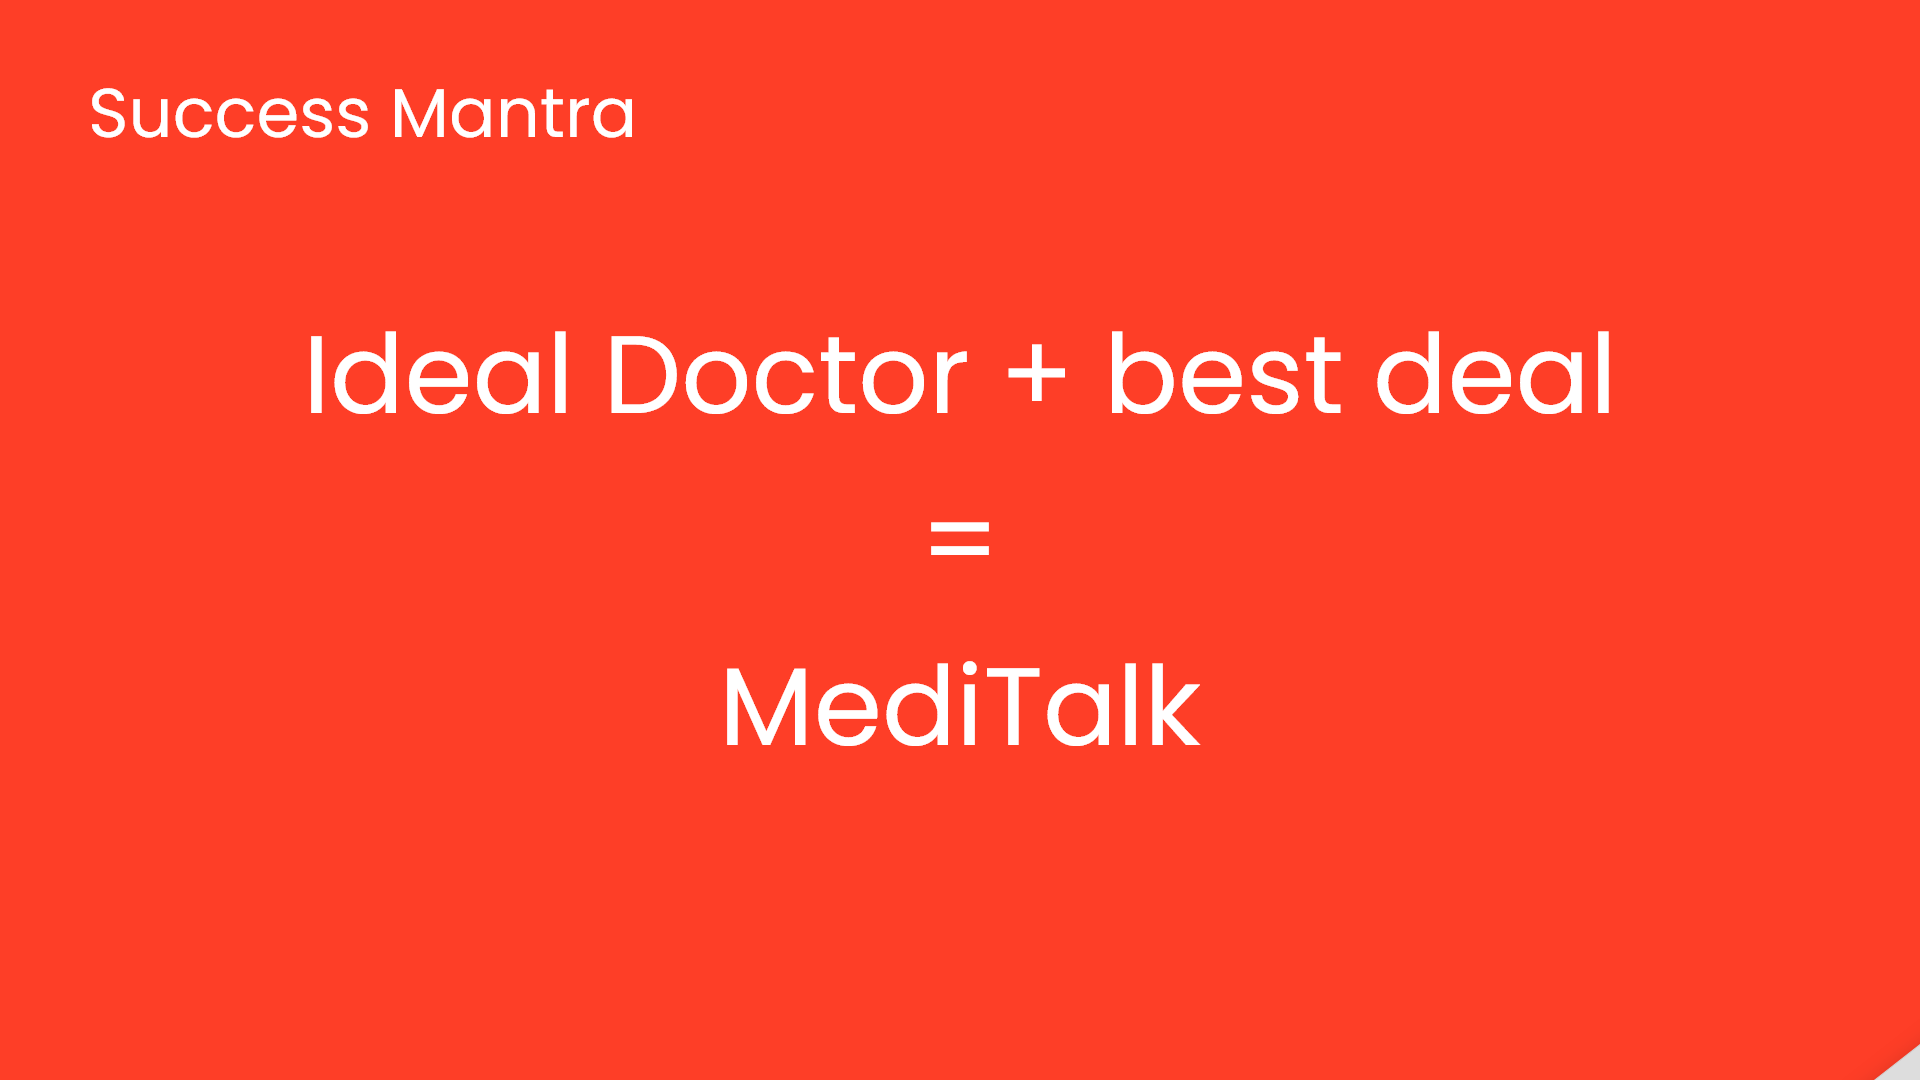 Success Mantra
Ideal Doctor + best deal
=
MediTalk